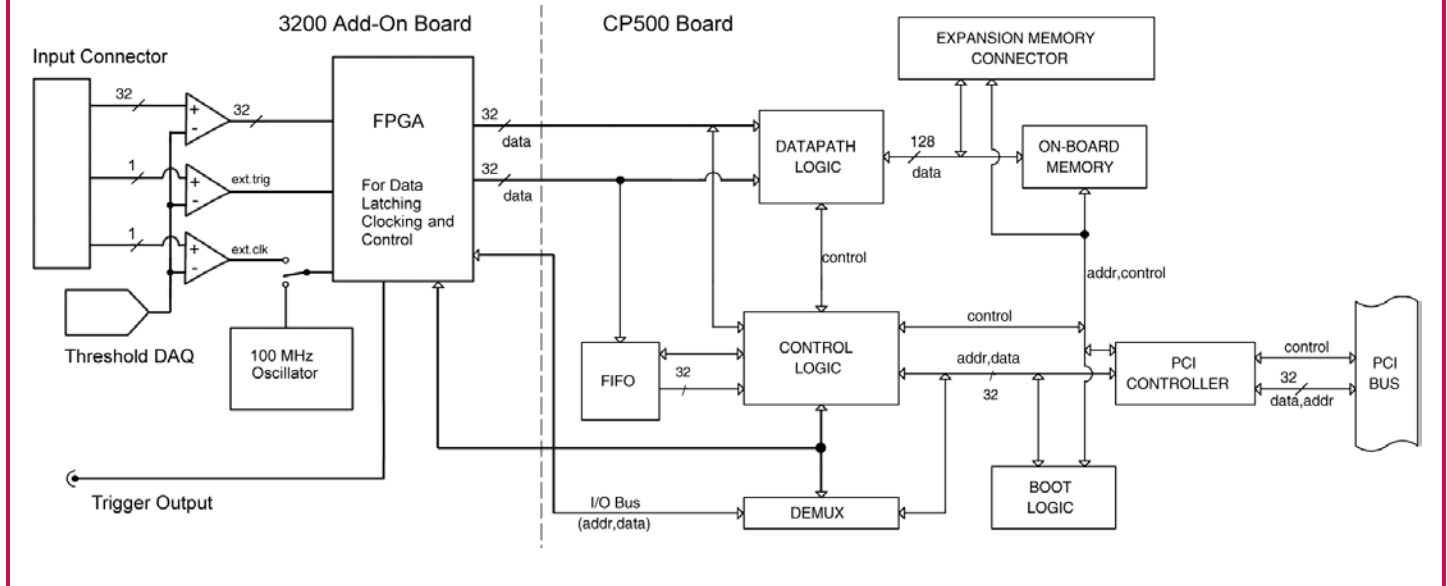 3200 Add-On Board
CP500 Board
Input Connector
EXPANSION MEMORY
CONNECTOR
32
+
-
32
FPGA
32
data
DATAPATH
LOGIC
128
data
ON-BOARD
MEMORY
1
+
-
ext.trig
For Data
Latching
Clocking and
Control
32
data
1
+
-
ext.clk
control
addr,control
Threshold DAQ
100 MHz
Oscillator
FIFO
32
CONTROL
LOGIC
control
addr,data
32
PCI
CONTROLLER
control
32
data,addr
PCI
BUS
Trigger Output
I/O Bus
(addr,data)
DEMUX
BOOT
LOGIC